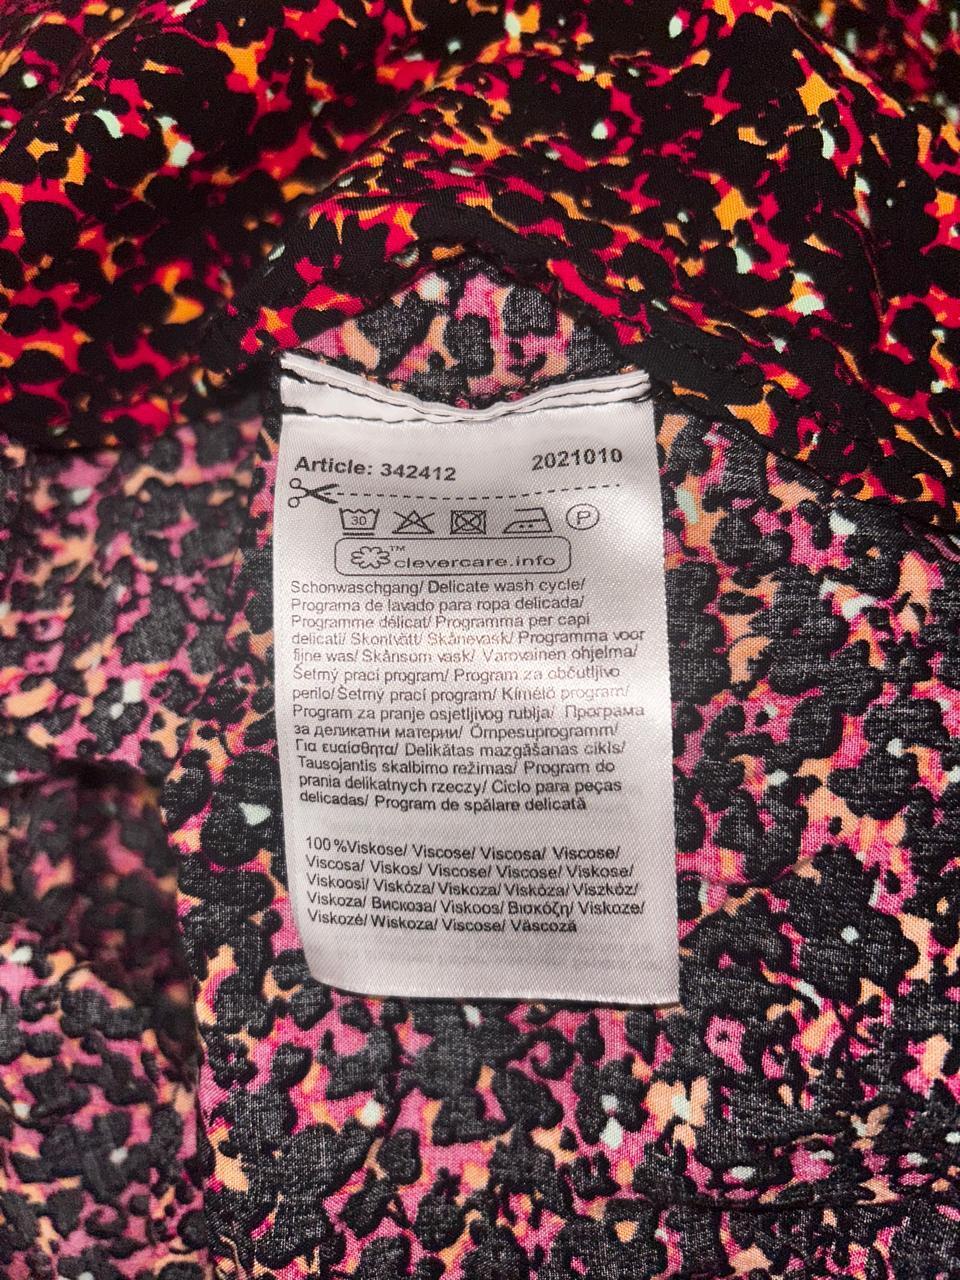 Article: 342412 2021010
30 P
™ clevercare.info
Schonwaschgang/ Delicate wash cycle/
Programa de lavado para ropa delicada/
Programme délicat/ Programma per capi
delicati/ Skontvätt/ Skånevask/ Programma voor
fijne was/ Skånsom vask/ Varovainen ohjelma/
Šetrný prací program/ Program za občutljivo
perilo/ Šetrný prací program/ Kímélő program/
Program za pranje osjetljivog rublja/ Програма
за деликатни материи/ Õrnpesuprogramm/
Για ευαίσθητα/ Delikātas mazgāšanas cikls/
Tausojantis skalbimo režimas/ Program do
prania delikatnych rzeczy/ Ciclo para peças
delicadas/ Program de spălare delicată
100%Viskose/ Viscose/ Viscosa/ Viscose/
Viscosa/ Viskos/ Viscose/ Viscose/ Viskose/
Viskoosi/ Viskóza/ Viskoza/ Viskóza/ Viszkóz/
Viskoza/ Вискоза/ Viskoos/ Βισκόζη/ Viskoze/
Viskozė/ Wiskoza/ Viscose/ Vâscoză